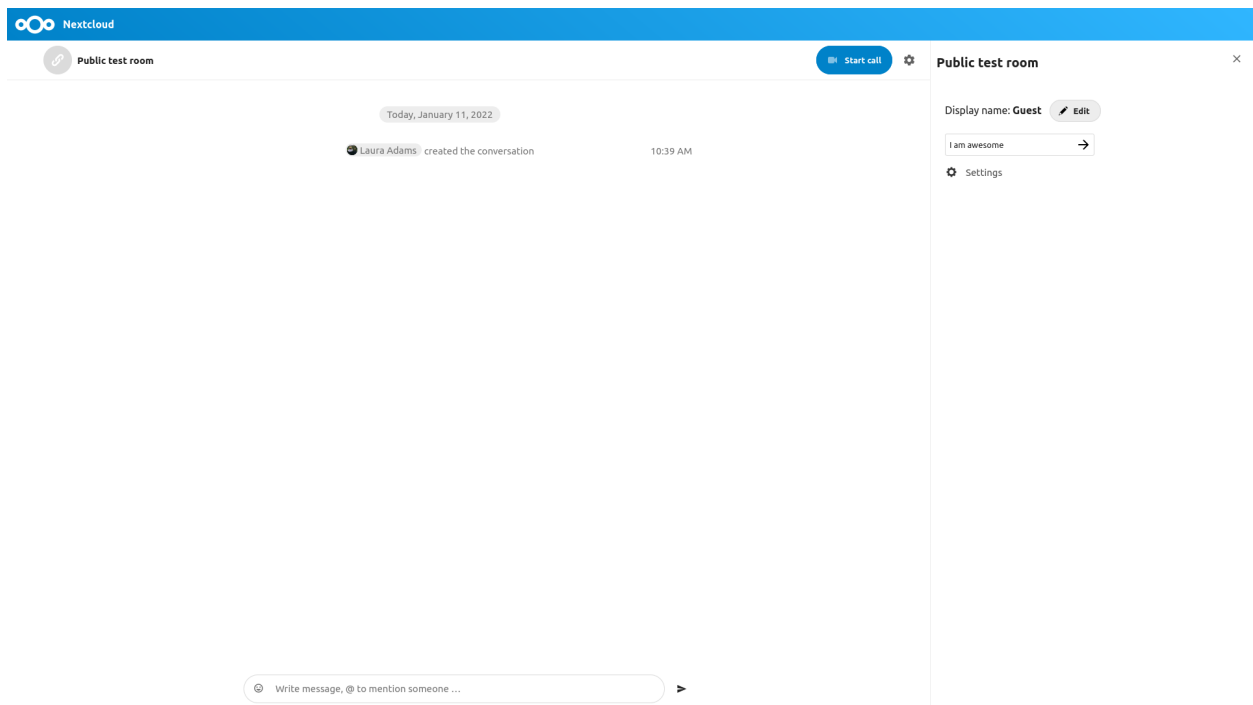 Nextcloud
Public test room
Start call
Today, January 11, 2022
Laura Adams created the conversation 10:39 AM
Write message, @ to mention someone ...
Public test room
Display name: Guest Edit
I am awesome
Settings